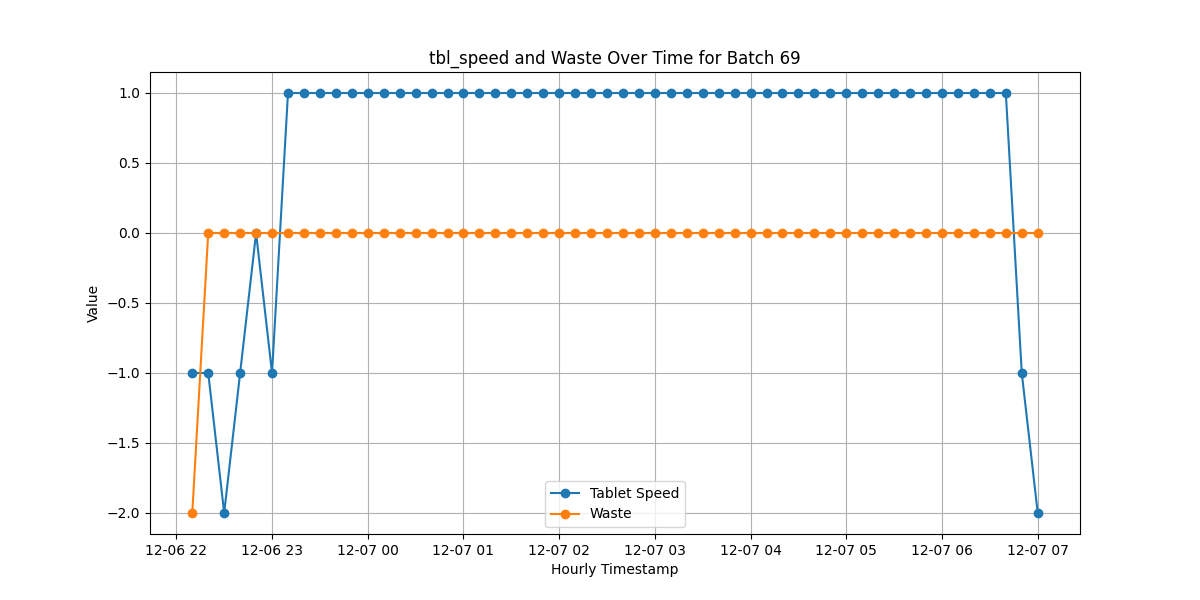 tbl_speed and Waste Over Time for Batch 69
Value
1.0
0.5
0.0
−0.5
−1.0
−1.5
−2.0
Tablet Speed
Waste
12-06 22 12-06 23 12-07 00 12-07 01 12-07 02 12-07 03 12-07 04 12-07 05 12-07 06 12-07 07
Hourly Timestamp